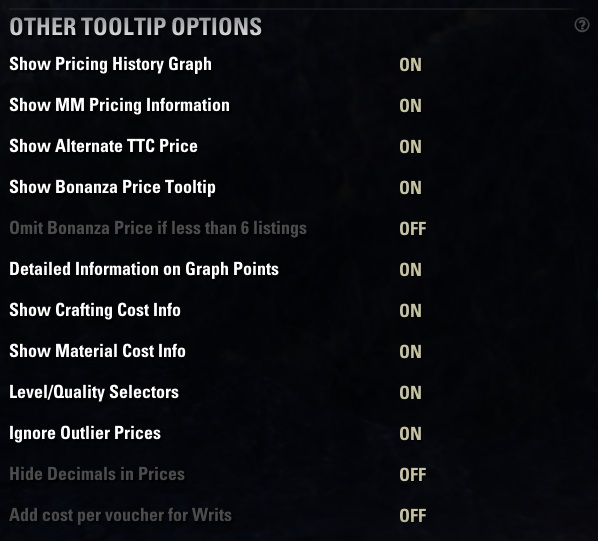 OTHER TOOLTIP OPTIONS ?
Show Pricing History Graph ON
Show MM Pricing Information ON
Show Alternate TTC Price ON
Show Bonanza Price Tooltip ON
Omit Bonanza Price if less than 6 listings OFF
Detailed Information on Graph Points ON
Show Crafting Cost Info ON
Show Material Cost Info ON
Level/Quality Selectors ON
Ignore Outlier Prices ON
Hide Decimals in Prices OFF
Add cost per voucher for Writs OFF